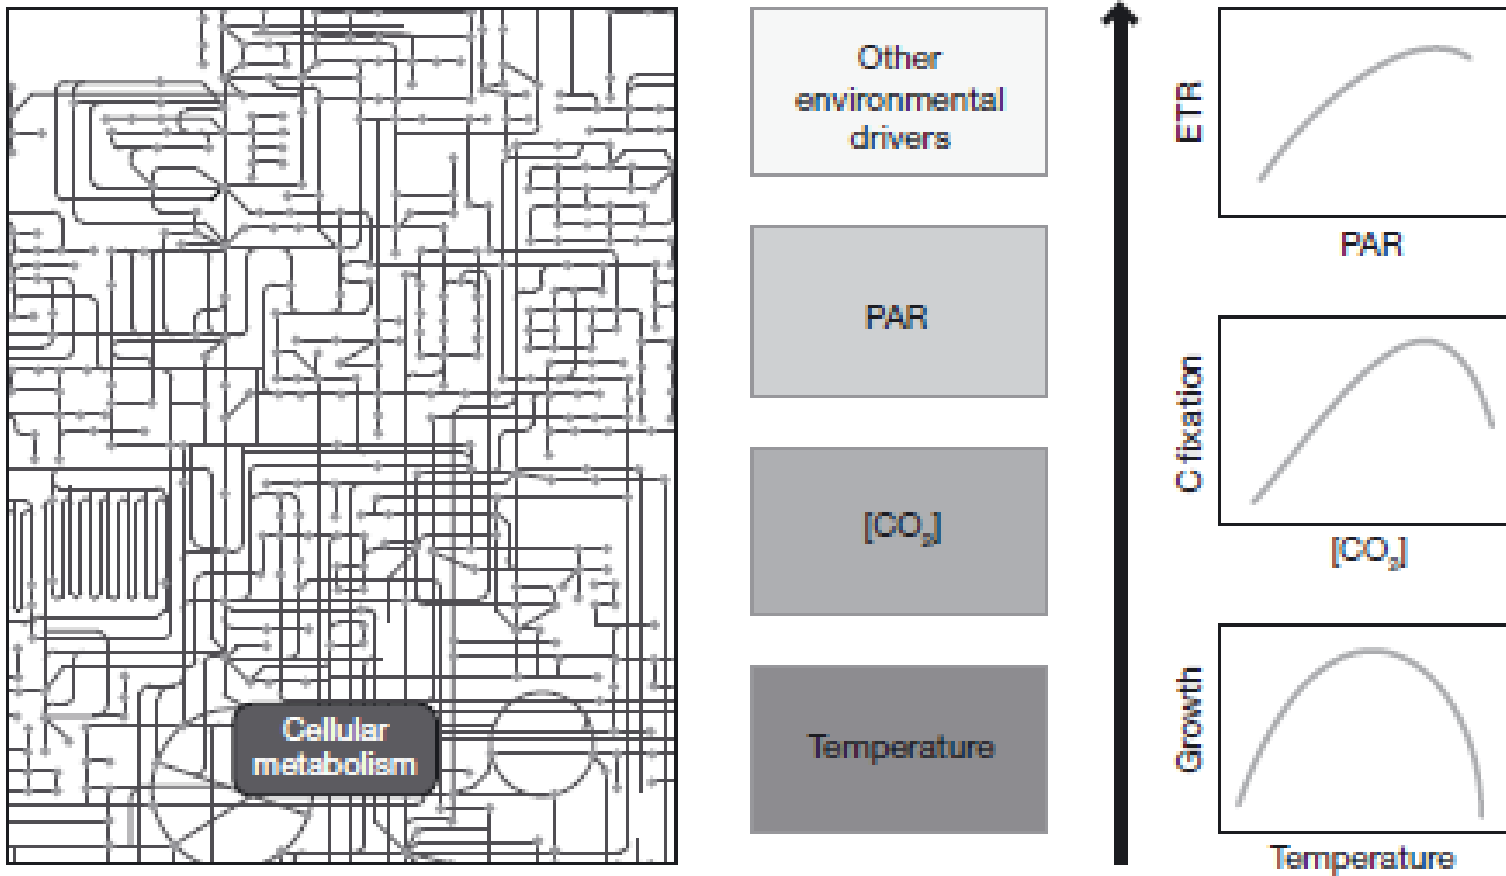 Cellular
metabolism
Other
environmental
drivers
PAR
[CO₂]
Temperature
ETR
PAR
C fixation
[CO₂]
Growth
Temperature